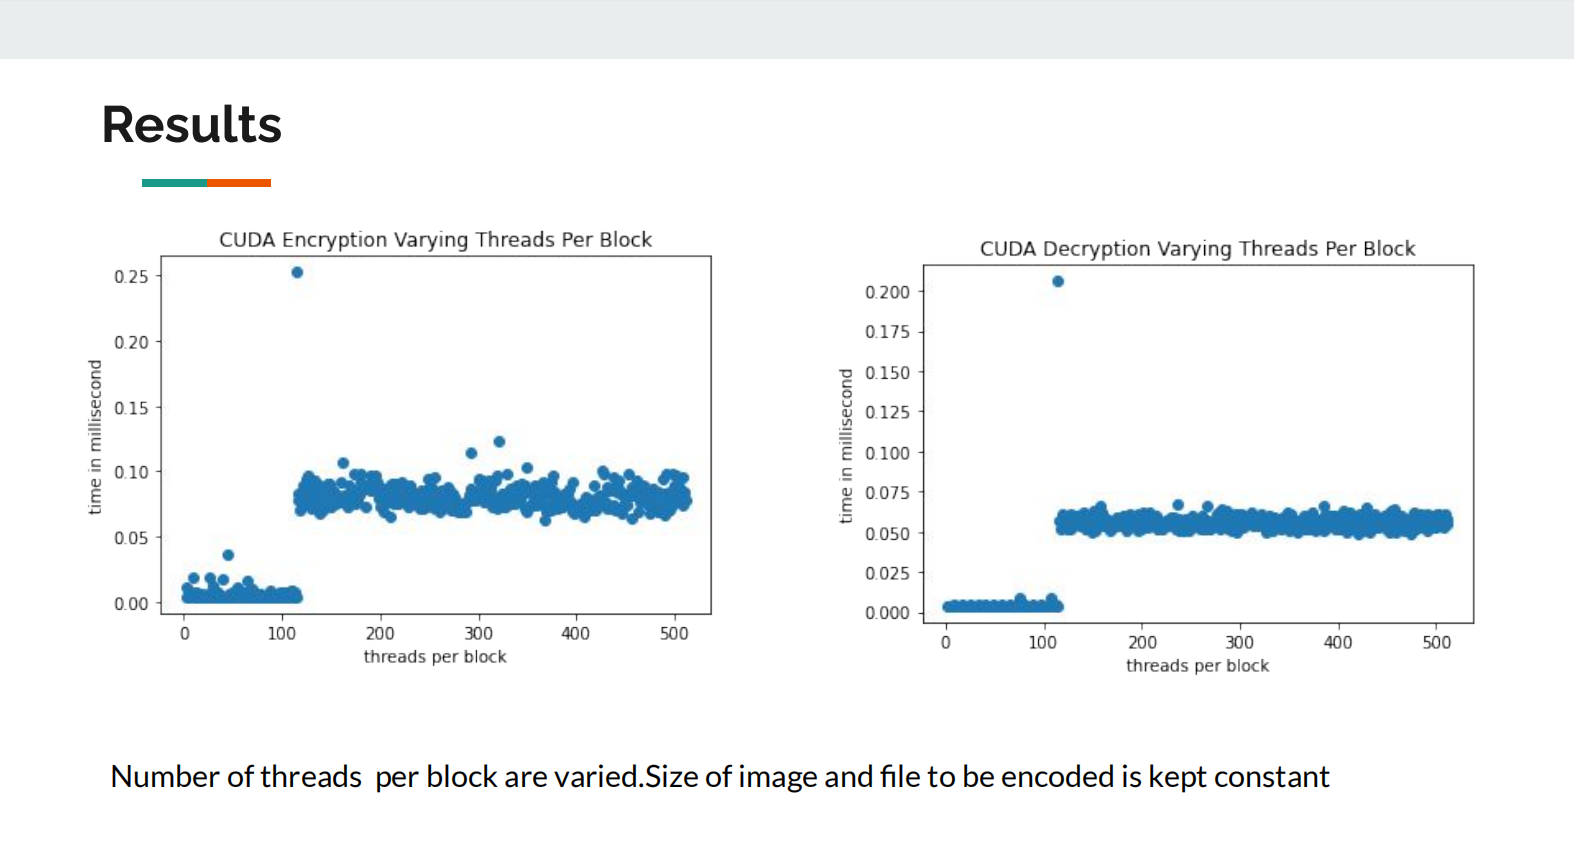 Results
CUDA Encryption Varying Threads Per Block
0.25
0.20
0.15
0.10
0.05
0.00
time in millisecond
0 100 200 300 400 500
threads per block
CUDA Decryption Varying Threads Per Block
0.200
0.175
0.150
0.125
0.100
0.075
0.050
0.025
0.000
time in millisecond
0 100 200 300 400 500
threads per block
Number of threads  per block are varied.Size of image and file to be encoded is kept constant